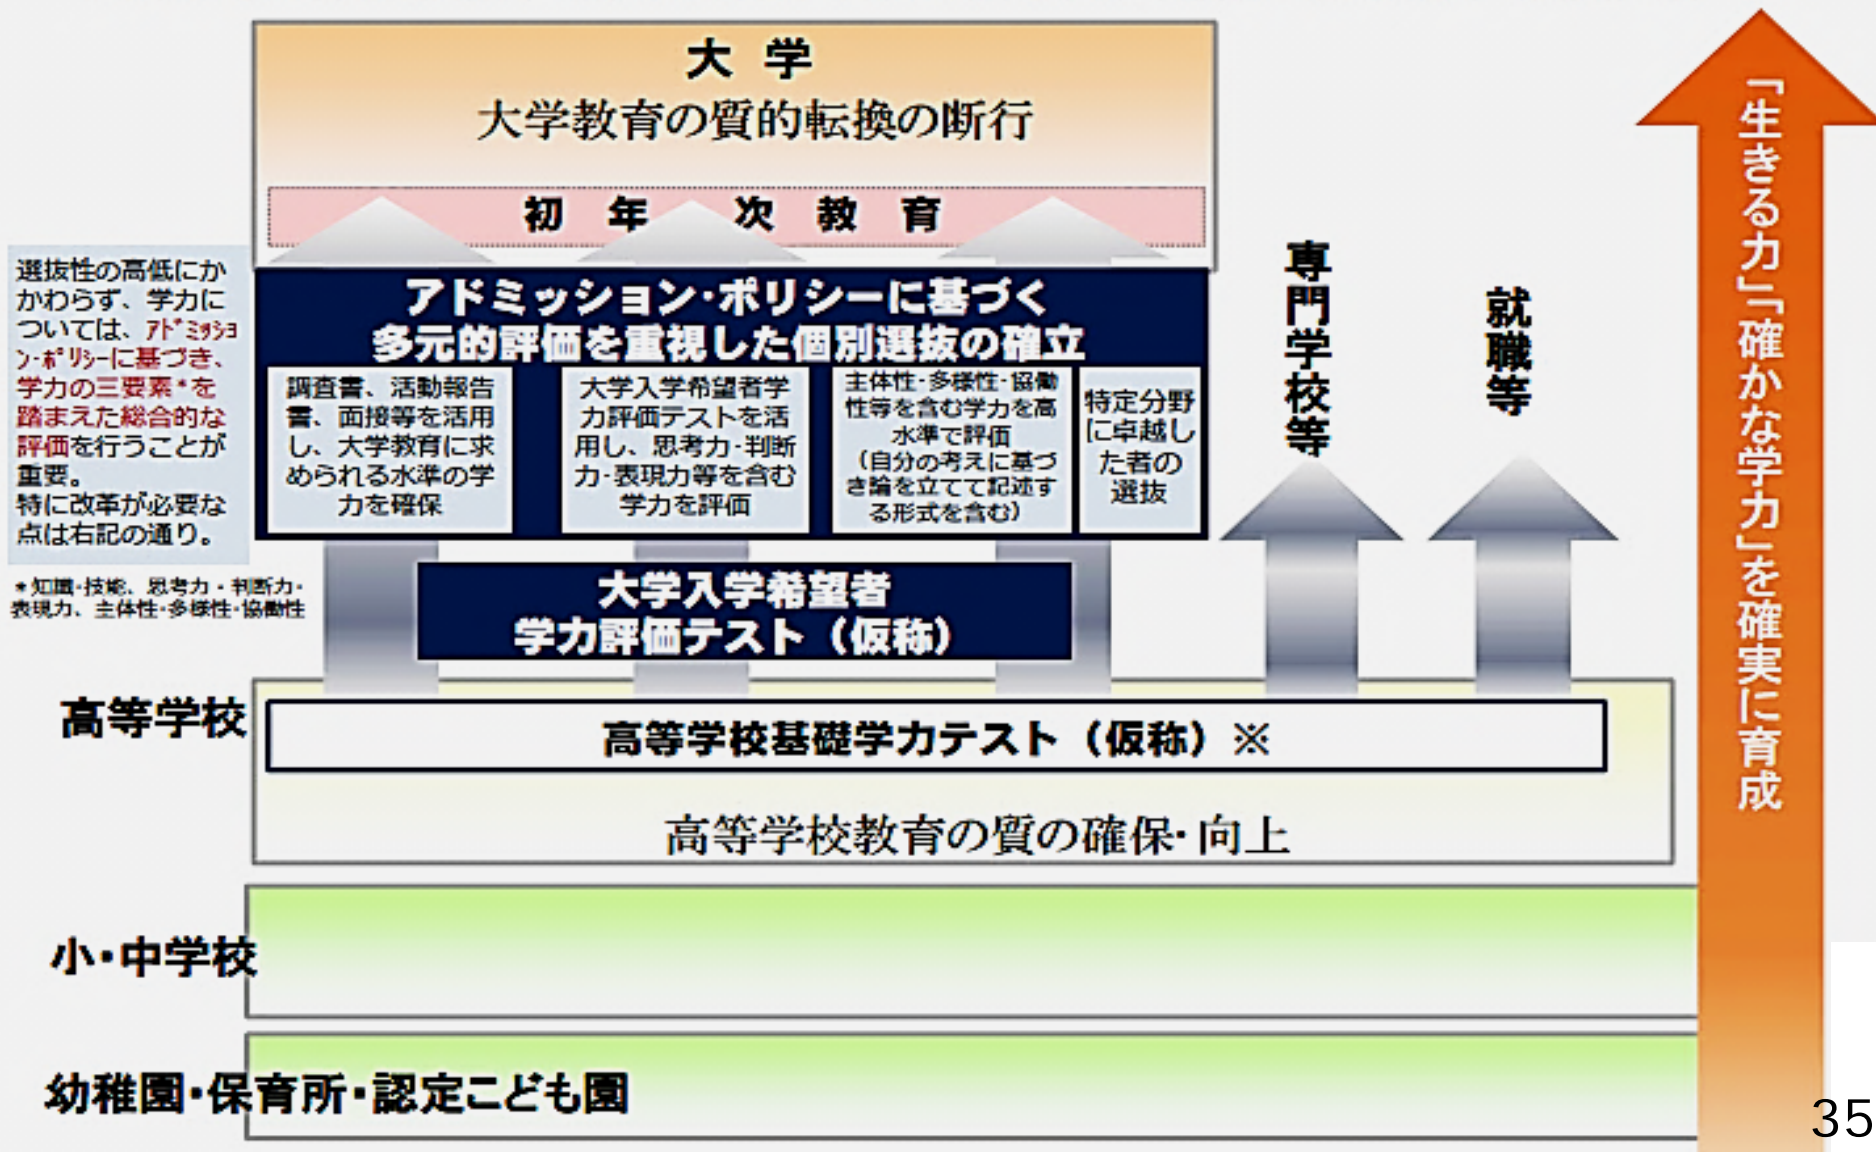 大 学
大学教育の質的転換の断行
初 年 次 教 育
選抜性の高低にか
かわらず、学力に
ついては、ｱﾄﾞﾐｯｼｮ
ﾝ･ﾎﾟﾘｼｰに基づき、
学力の三要素*を
踏まえた総合的な
評価を行うことが
重要。
特に改革が必要な
点は右記の通り。
*知識・技能、思考力・判断力・
表現力、主体性・多様性・協働性
アドミッション・ポリシーに基づく
多元的評価を重視した個別選抜の確立
調査書、活動報告
書、面接等を活用
し、大学教育に求
められる水準の学
力を確保
大学入学希望者学
力評価テストを活
用し、思考力・判断
力・表現力等を含む
学力を評価
主体性・多様性・協働
性等を含む学力を高
水準で評価
（自分の考えに基づ
き論を立てて記述す
る形式を含む）
特定分野
に卓越し
た者の
選抜
大学入学希望者
学力評価テスト（仮称）
専門学校等
就職等
高等学校
高等学校基礎学力テスト（仮称）※
高等学校教育の質の確保・向上
小・中学校
幼稚園・保育所・認定こども園
「生きる力」「確かな学力」を確実に育成
35